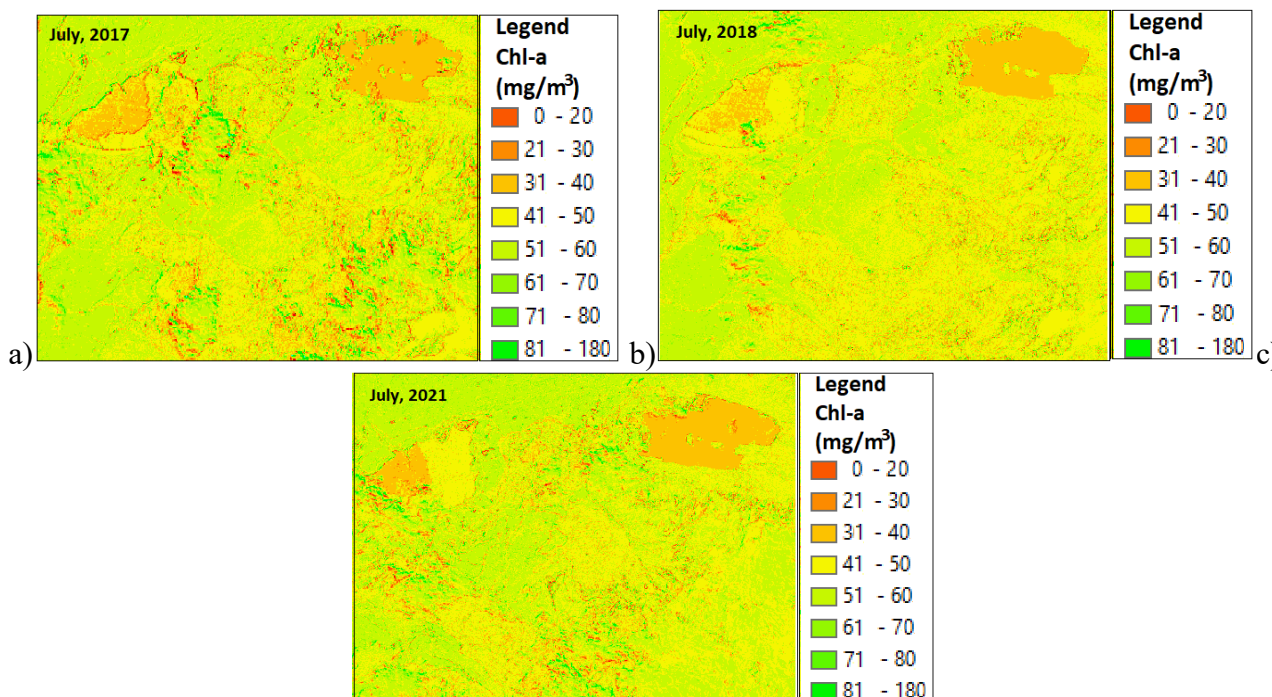 July, 2017
Legend
Chl-a
(mg/m³)
0 - 20
21 - 30
31 - 40
41 - 50
51 - 60
61 - 70
71 - 80
81 - 180
a)
July, 2018
Legend
Chl-a
(mg/m³)
0 - 20
21 - 30
31 - 40
41 - 50
51 - 60
61 - 70
71 - 80
81 - 180
b)
c)
July, 2021
Legend
Chl-a
(mg/m³)
0 - 20
21 - 30
31 - 40
41 - 50
51 - 60
61 - 70
71 - 80
81 - 180